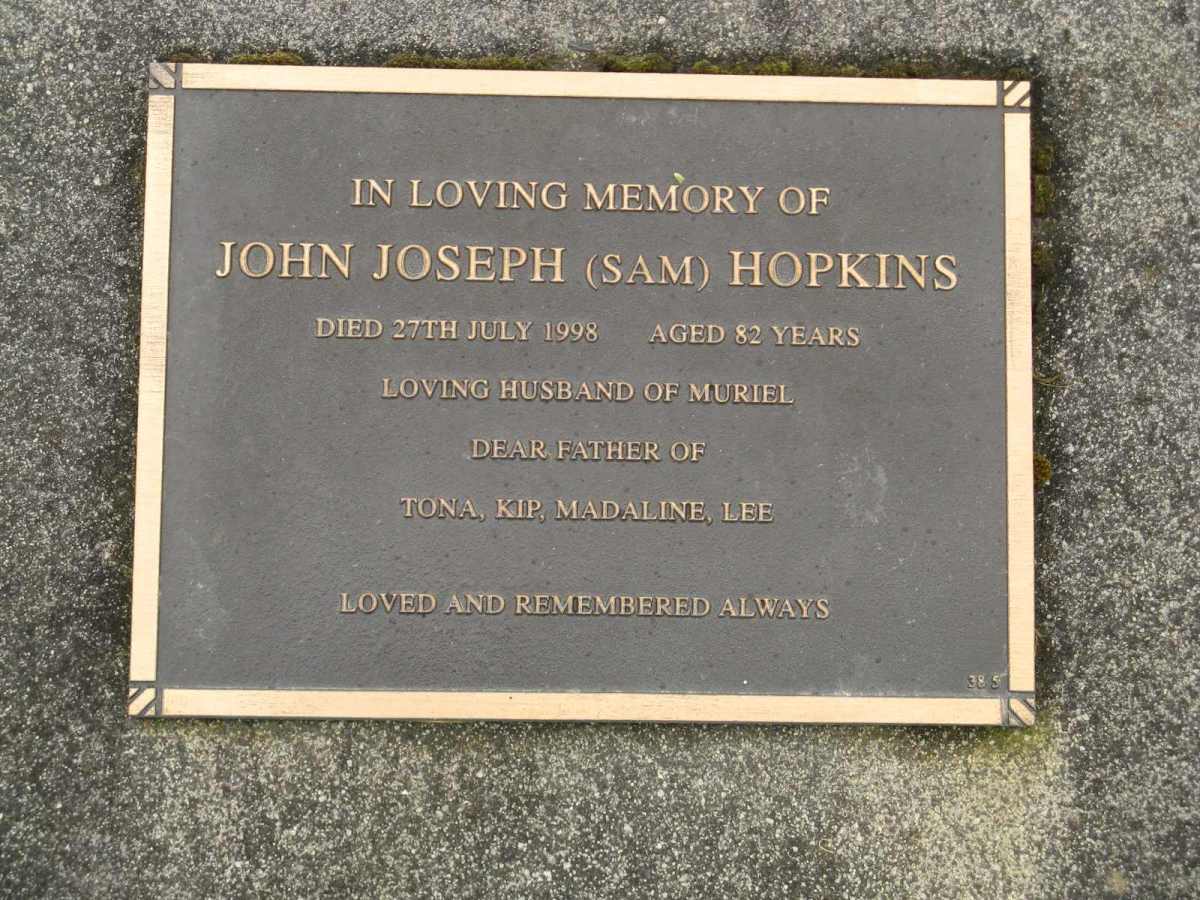 IN LOVING MEMORY OF
JOHN JOSEPH (SAM) HOPKINS
DIED 27TH JULY 1998 AGED 82 YEARS
LOVING HUSBAND OF MURIEL
DEAR FATHER OF
TONA, KIP, MADALINE, LEE
LOVED AND REMEMBERED ALWAYS
38 5